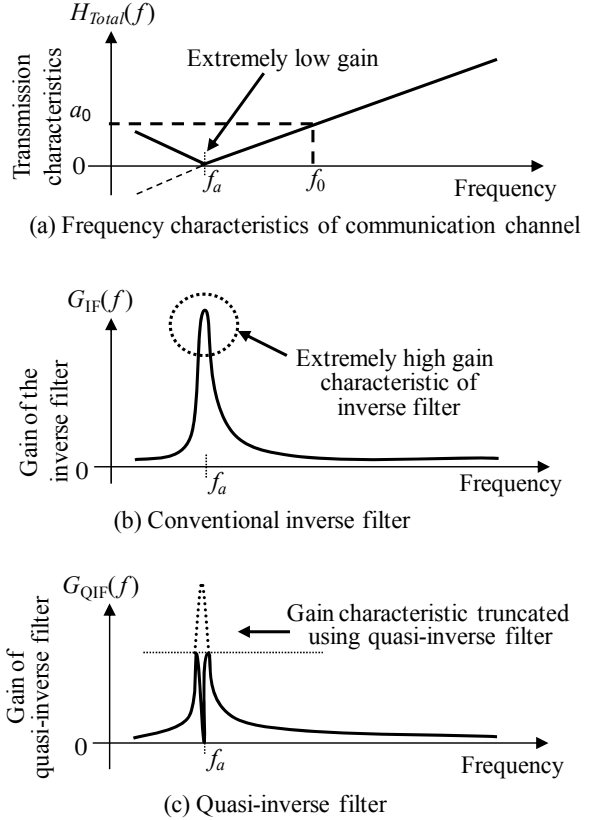 H_Total(f)
Extremely low gain
Transmission
characteristics
a0
0
fa
f0
Frequency
(a) Frequency characteristics of communication channel
GIF(f)
Extremely high gain
characteristic of
inverse filter
Gain of the
inverse filter
0
fa
Frequency
(b) Conventional inverse filter
GQIF(f)
Gain characteristic truncated
using quasi-inverse filter
Gain of
quasi-inverse filter
0
fa
Frequency
(c) Quasi-inverse filter